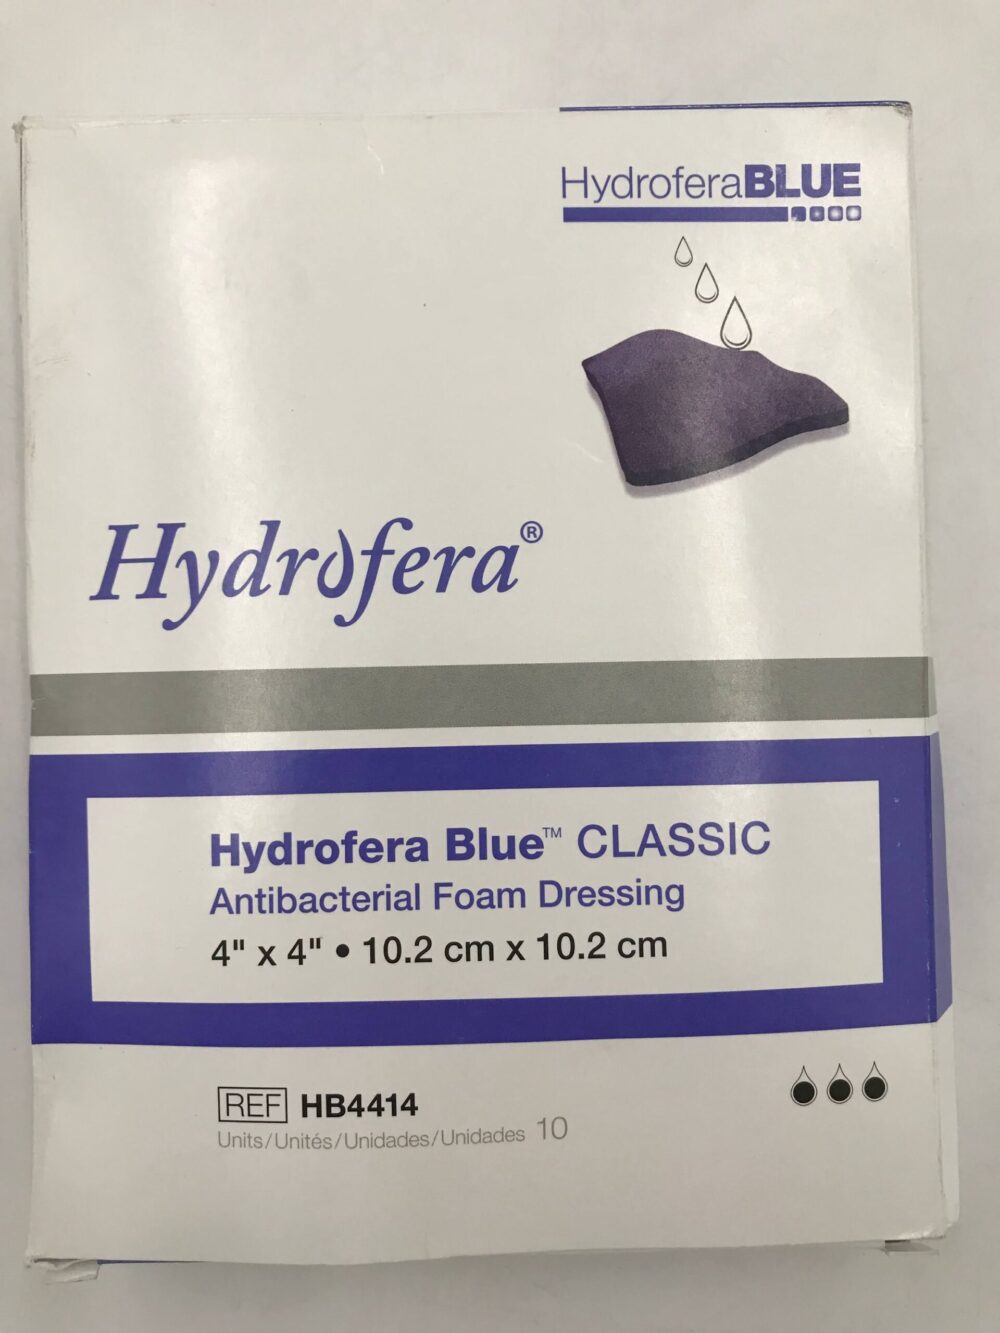 HydroferaBLUE
Hydrofera®
Hydrofera Blue™ CLASSIC
Antibacterial Foam Dressing
4" x 4" • 10.2 cm x 10.2 cm
REF HB4414
Units/Unités/Unidades/Unidades 10